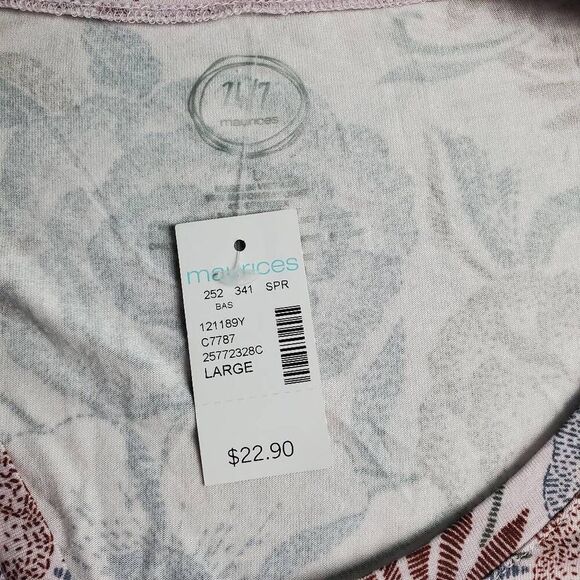 24/7
maurices
L
maurices
252 341 SPR
BAS
121189Y
C7787
25772328C
LARGE
$22.90